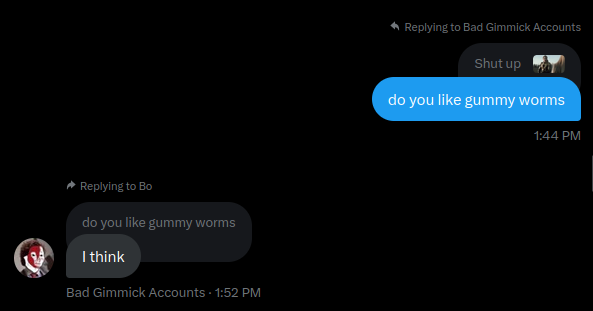 Replying to Bad Gimmick Accounts
Shut up
do you like gummy worms
1:44 PM
Replying to Bo
do you like gummy worms
I think
Bad Gimmick Accounts · 1:52 PM